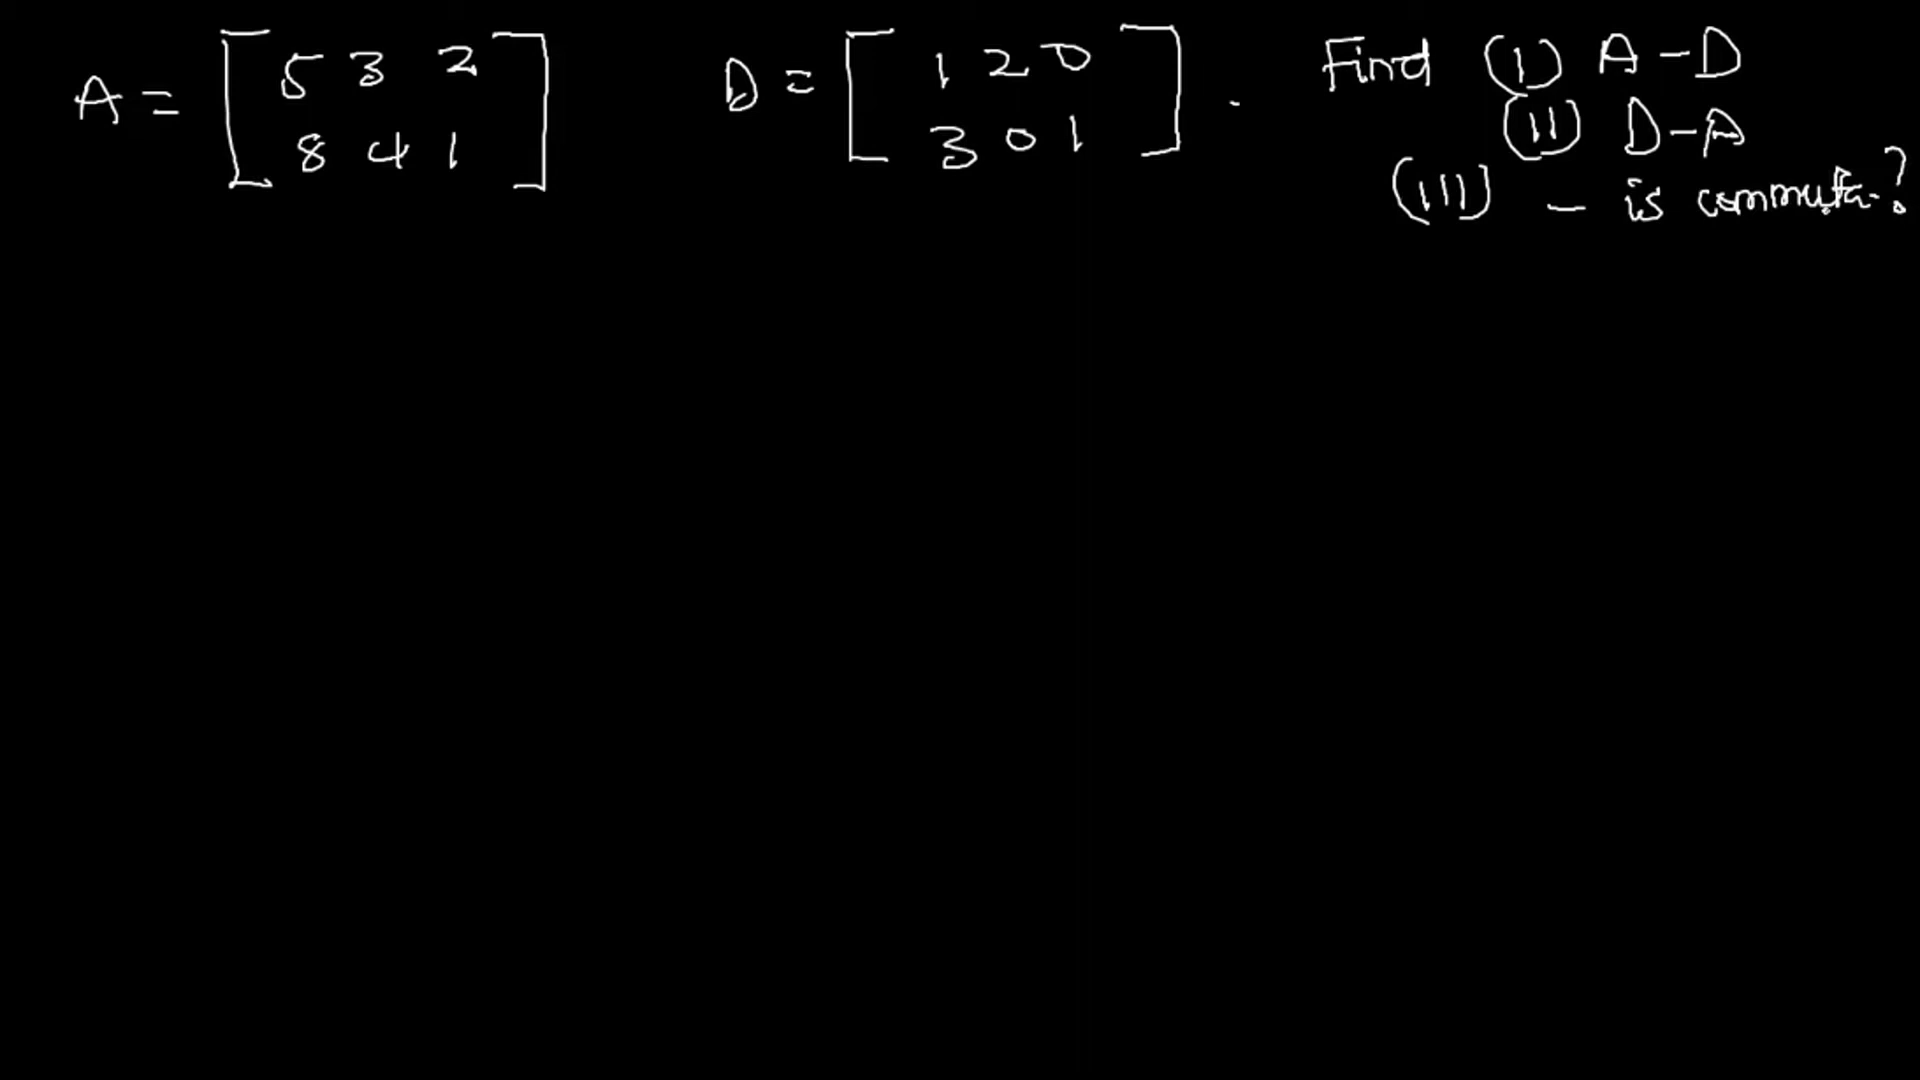 A = [ 5 3 2   D = [ 1 2 0 ] . Find (I) A - D
8 4 1 ]   3 0 1   (II) D - A
(III) - is commuta.?